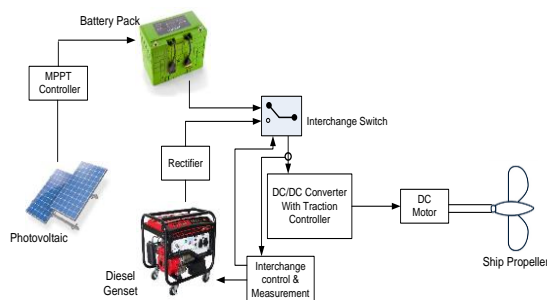 Battery Pack
MPPT
Controller
Interchange Switch
Rectifier
DC/DC Converter
With Traction
Controller
DC
Motor
Photovoltaic
Diesel
Genset
Interchange
control &
Measurement
Ship Propeller